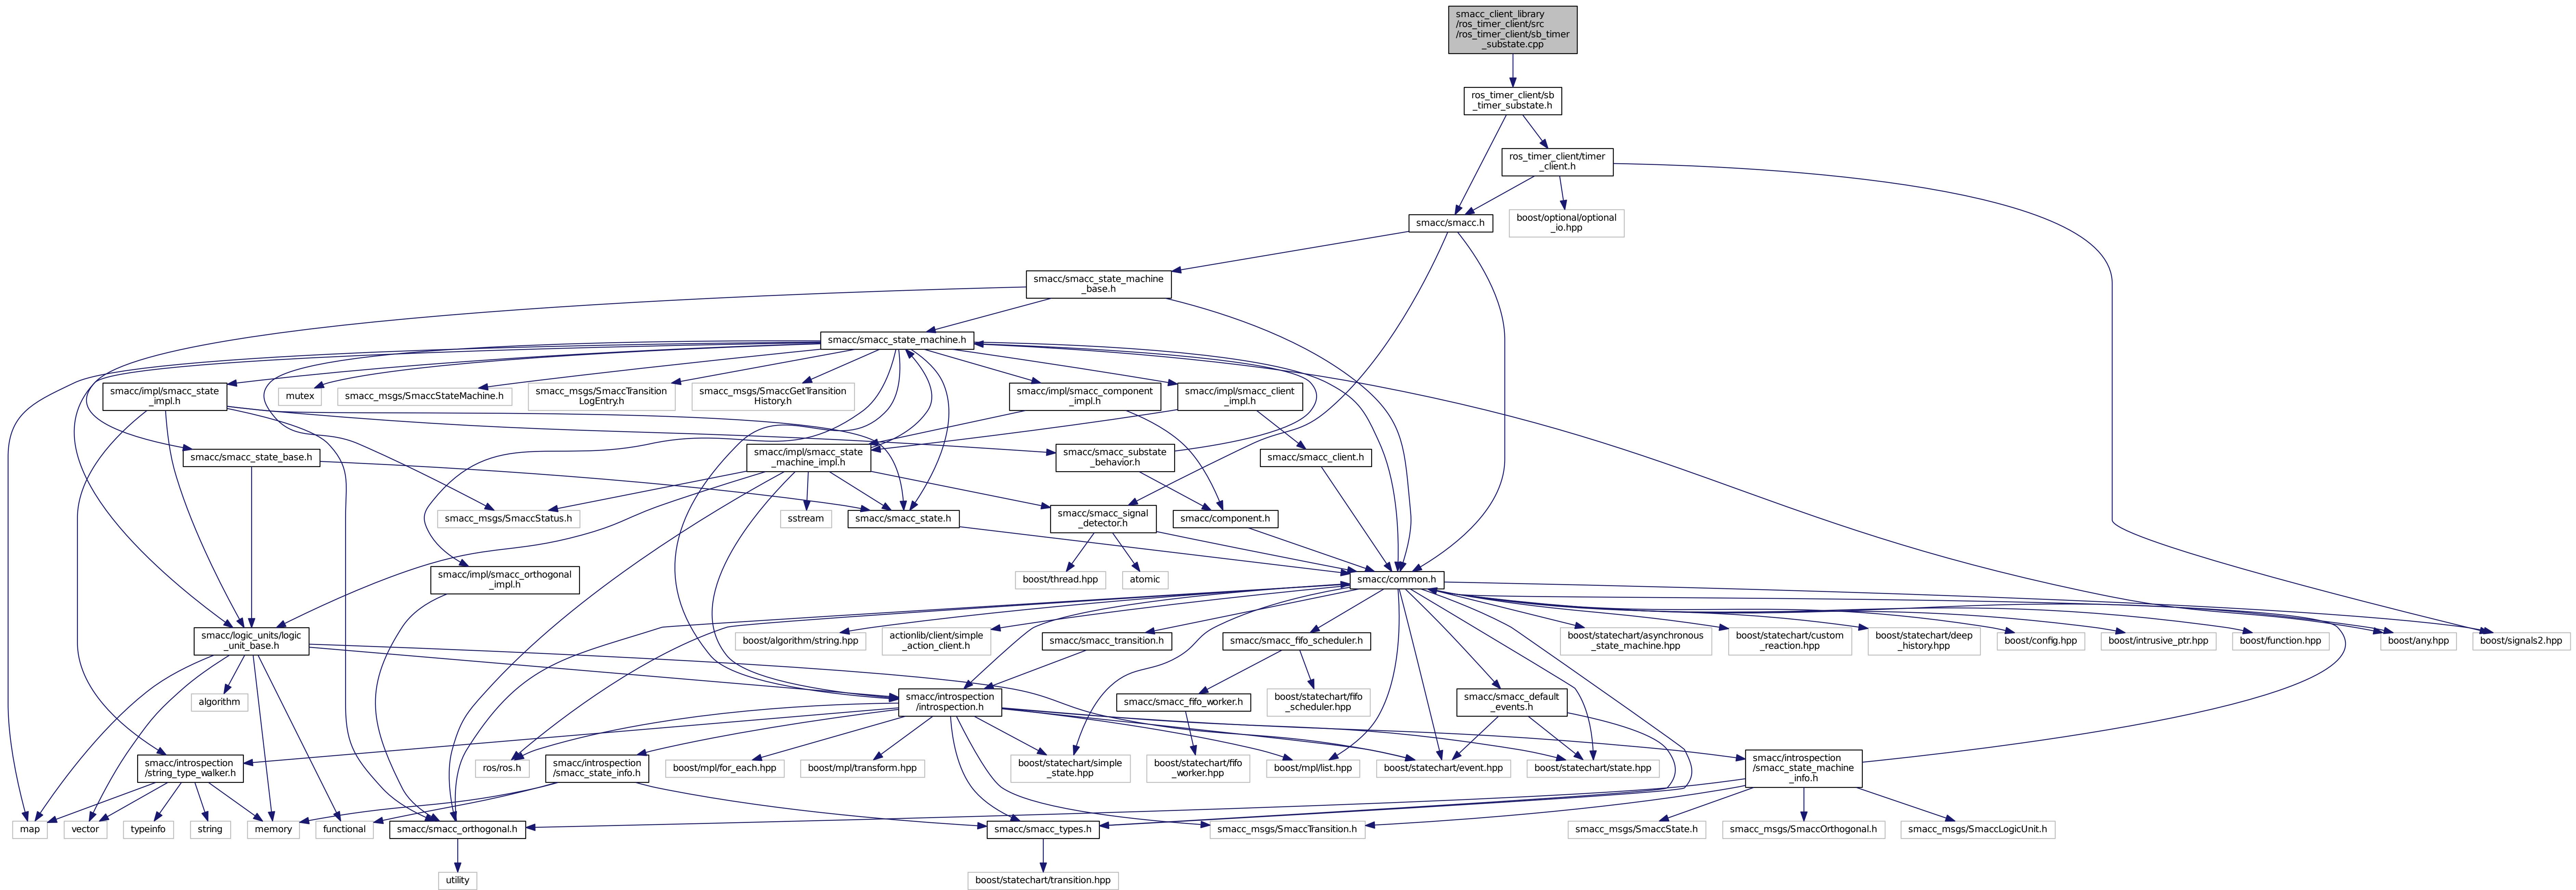 smacc_client_library
/ros_timer_client/src
/ros_timer_client/sb_timer
_substate.cpp
ros_timer_client/sb
_timer_substate.h
ros_timer_client/timer
_client.h
smacc/smacc.h
boost/optional/optional
_io.hpp
smacc/smacc_state_machine
_base.h
smacc/smacc_state_machine.h
smacc/impl/smacc_state
_impl.h
mutex
smacc_msgs/SmaccStateMachine.h
smacc_msgs/SmaccTransition
LogEntry.h
smacc_msgs/SmaccGetTransition
History.h
smacc/impl/smacc_component
_impl.h
smacc/impl/smacc_client
_impl.h
smacc/smacc_state_base.h
smacc/impl/smacc_state
_machine_impl.h
smacc/smacc_substate
_behavior.h
smacc/smacc_client.h
smacc_msgs/SmaccStatus.h
sstream
smacc/smacc_state.h
smacc/smacc_signal
_detector.h
smacc/component.h
smacc/impl/smacc_orthogonal
_impl.h
boost/thread.hpp
atomic
smacc/common.h
smacc/logic_units/logic
_unit_base.h
boost/algorithm/string.hpp
actionlib/client/simple
_action_client.h
smacc/smacc_transition.h
smacc/smacc_fifo_scheduler.h
boost/statechart/asynchronous
_state_machine.hpp
boost/statechart/custom
_reaction.hpp
boost/statechart/deep
_history.hpp
boost/config.hpp
boost/intrusive_ptr.hpp
boost/function.hpp
boost/any.hpp
boost/signals2.hpp
algorithm
smacc/introspection
/introspection.h
smacc/smacc_fifo_worker.h
boost/statechart/fifo
_scheduler.hpp
smacc/smacc_default
_events.h
smacc/introspection
/string_type_walker.h
ros/ros.h
smacc/introspection
/smacc_state_info.h
boost/mpl/for_each.hpp
boost/mpl/transform.hpp
boost/statechart/simple
_state.hpp
boost/statechart/fifo
_worker.hpp
boost/mpl/list.hpp
boost/statechart/event.hpp
boost/statechart/state.hpp
smacc/introspection
/smacc_state_machine
_info.h
map
vector
typeinfo
string
memory
functional
smacc/smacc_orthogonal.h
smacc/smacc_types.h
smacc_msgs/SmaccTransition.h
smacc_msgs/SmaccState.h
smacc_msgs/SmaccOrthogonal.h
smacc_msgs/SmaccLogicUnit.h
utility
boost/statechart/transition.hpp